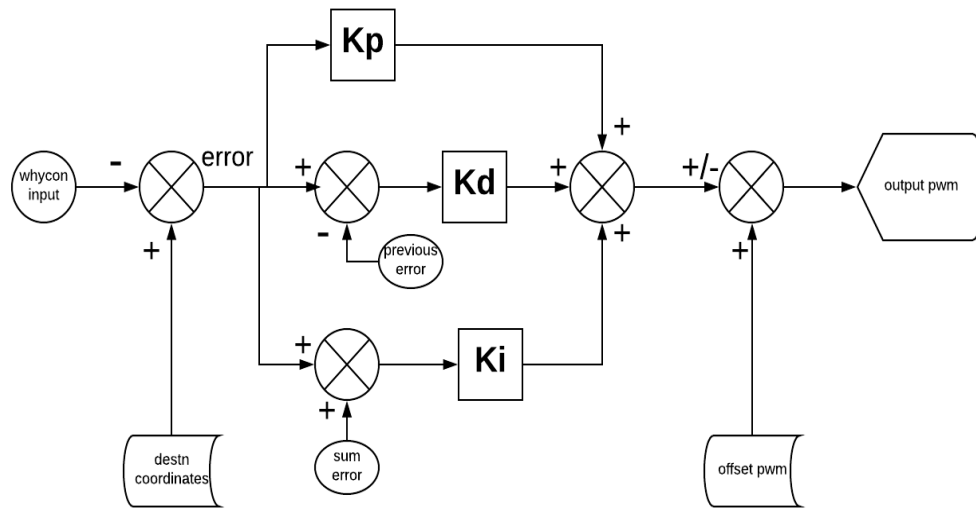 Kp
+
whycon
input
-
error
+
Kd
+
+/-
output pwm
+
-
previous
error
+
+
+
Ki
+
destn
coordinates
sum
error
offset pwm